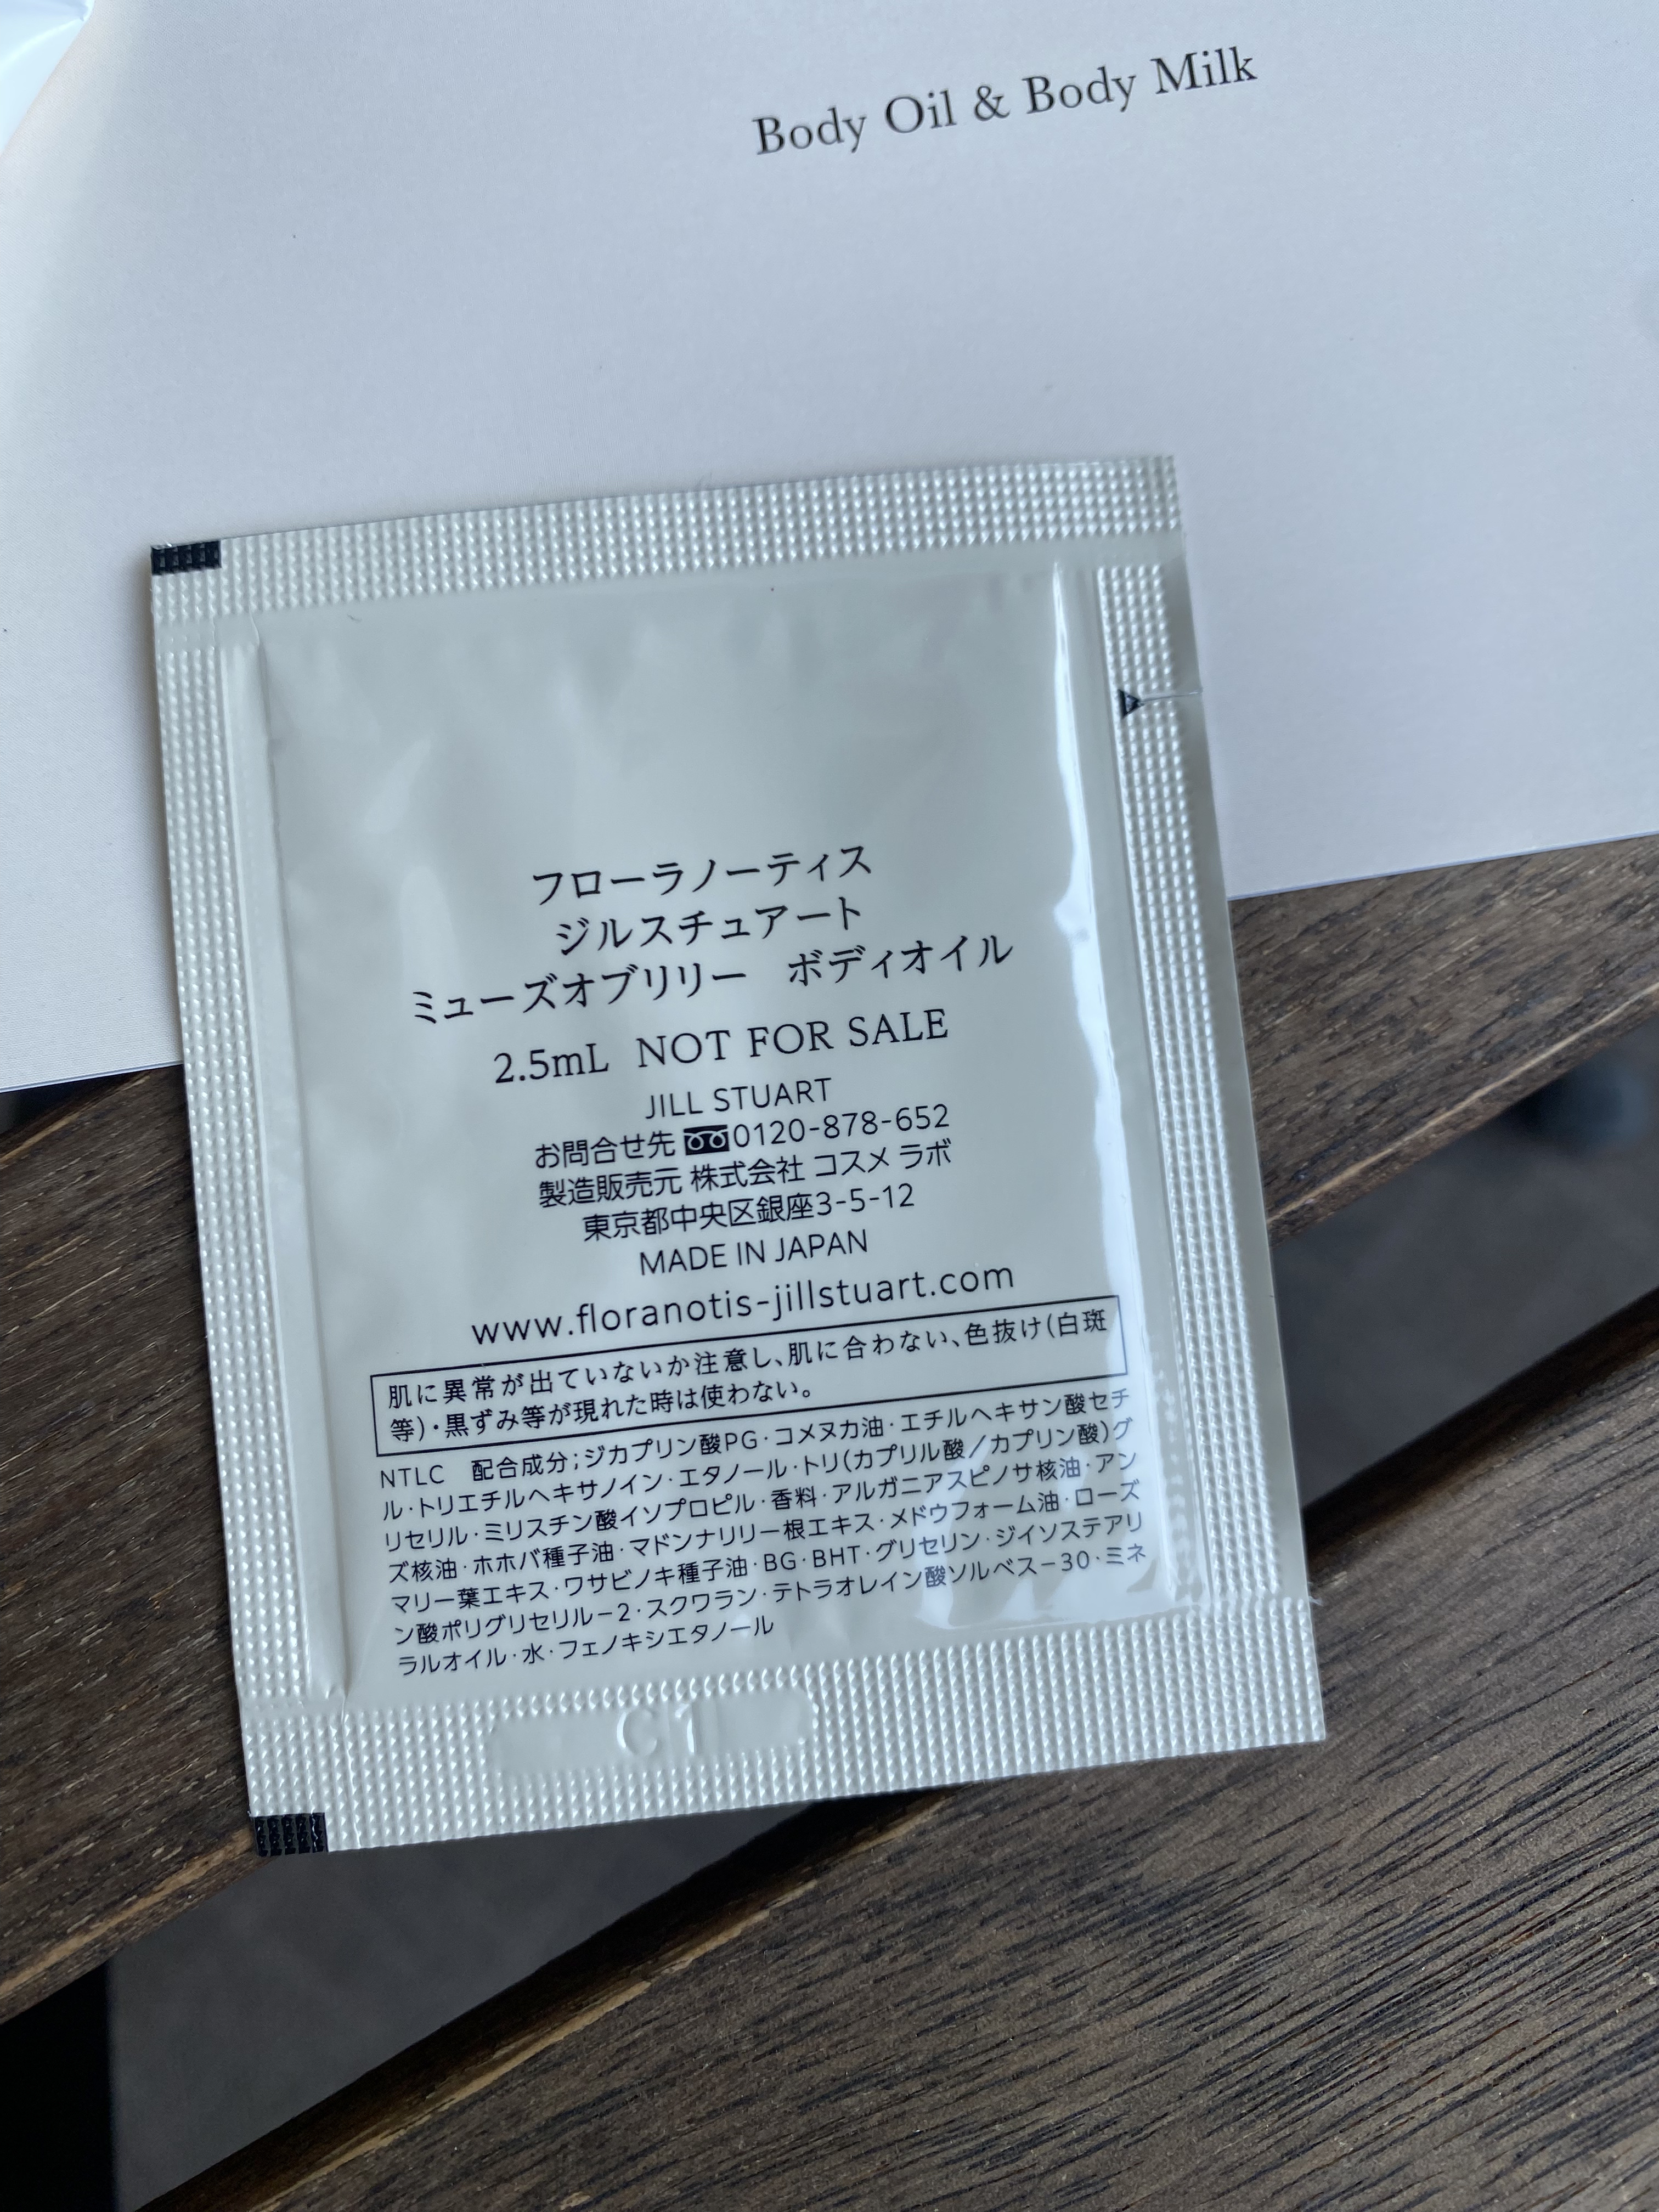 Body Oil & Body Milk
フローラノーティス
ジルスチュアート
ミューズオブリリー　ボディオイル
2.5mL NOT FOR SALE
JILL STUART
お問合せ先 0120-878-652
製造販売元 株式会社 コスメ ラボ
東京都中央区銀座3-5-12
MADE IN JAPAN
www.floranotis-jillstuart.com
肌に異常が出ていないか注意し、肌に合わない、色抜け(白斑
等)・黒ずみ等が現れた時は使わない。
NTLC　配合成分；ジカプリン酸PG・コメヌカ油・エチルヘキサン酸セチ
ル・トリエチルヘキサノイン・エタノール・トリ(カプリル酸／カプリン酸)グ
リセリル・ミリスチン酸イソプロピル・香料・アルガニアスピノサ核油・アン
ズ核油・ホホバ種子油・マドンナリリー根エキス・メドウフォーム油・ローズ
マリー葉エキス・ワサビノキ種子油・BG・BHT・グリセリン・ジイソステアリ
ン酸ポリグリセリル－2・スクワラン・テトラオレイン酸ソルベス－30・ミネ
ラルオイル・水・フェノキシエタノール
C1